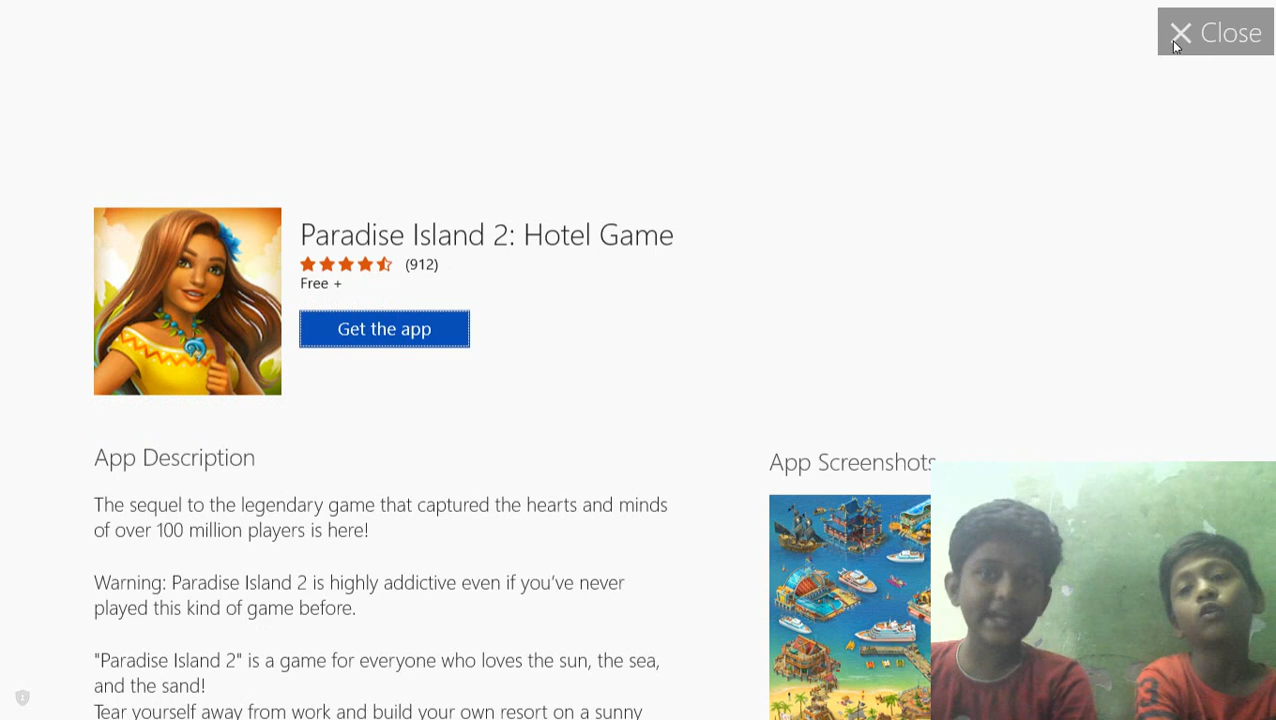 Close
Paradise Island 2: Hotel Game
(912)
Free +
Get the app
App Description
The sequel to the legendary game that captured the hearts and minds
of over 100 million players is here!
Warning: Paradise Island 2 is highly addictive even if you’ve never
played this kind of game before.
"Paradise Island 2" is a game for everyone who loves the sun, the sea,
and the sand!
Tear yourself away from work and build your own resort on a sunny
App Screenshots